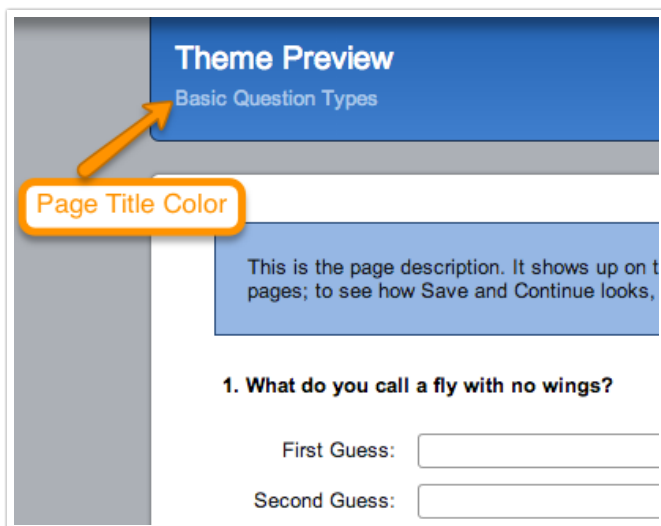 Theme Preview
Basic Question Types
Page Title Color
This is the page description. It shows up on
pages; to see how Save and Continue looks,
1. What do you call a fly with no wings?
First Guess:
Second Guess: